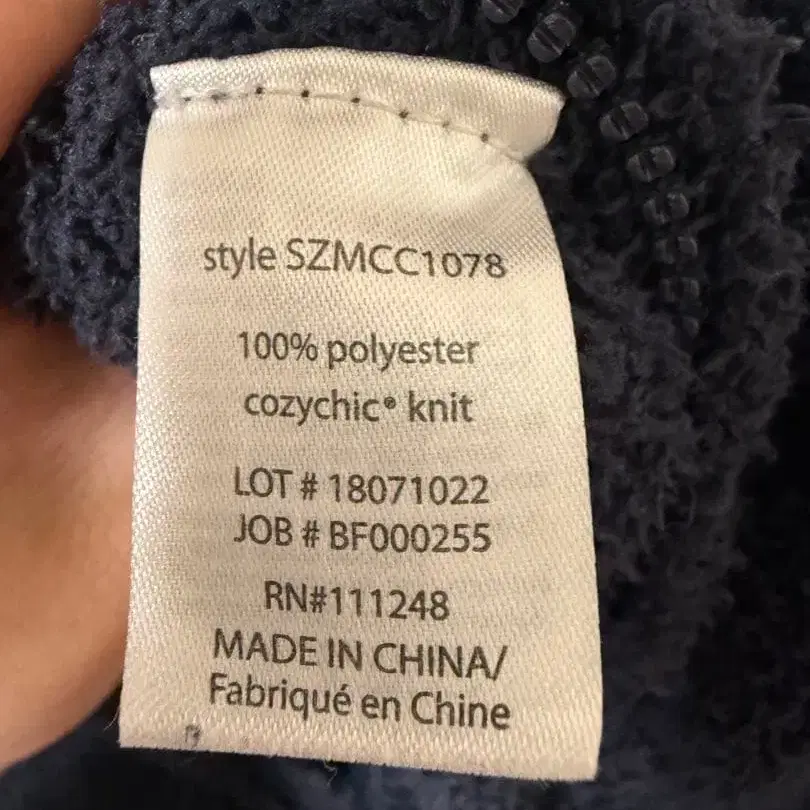 style SZMCC1078
100% polyester
cozychic® knit
LOT # 18071022
JOB # BF000255
RN#111248
MADE IN CHINA/
Fabriqué en Chine